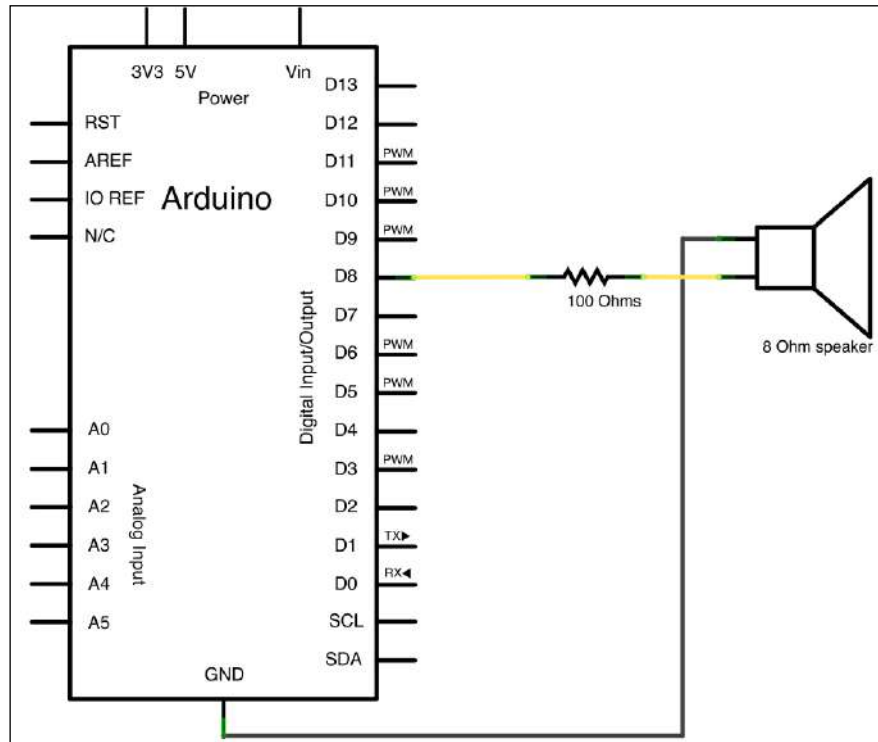 3V3 5V Vin
Power
Arduino
RST
AREF
IO REF
N/C
A0
A1
A2
A3
A4
A5
Analog Input
D13
D12
D11 PWM
D10 PWM
D9 PWM
D8
D7
D6 PWM
D5 PWM
D4
D3 PWM
D2
D1 TX▶
D0 RX◀
SCL
SDA
Digital Input/Output
GND
100 Ohms
8 Ohm speaker